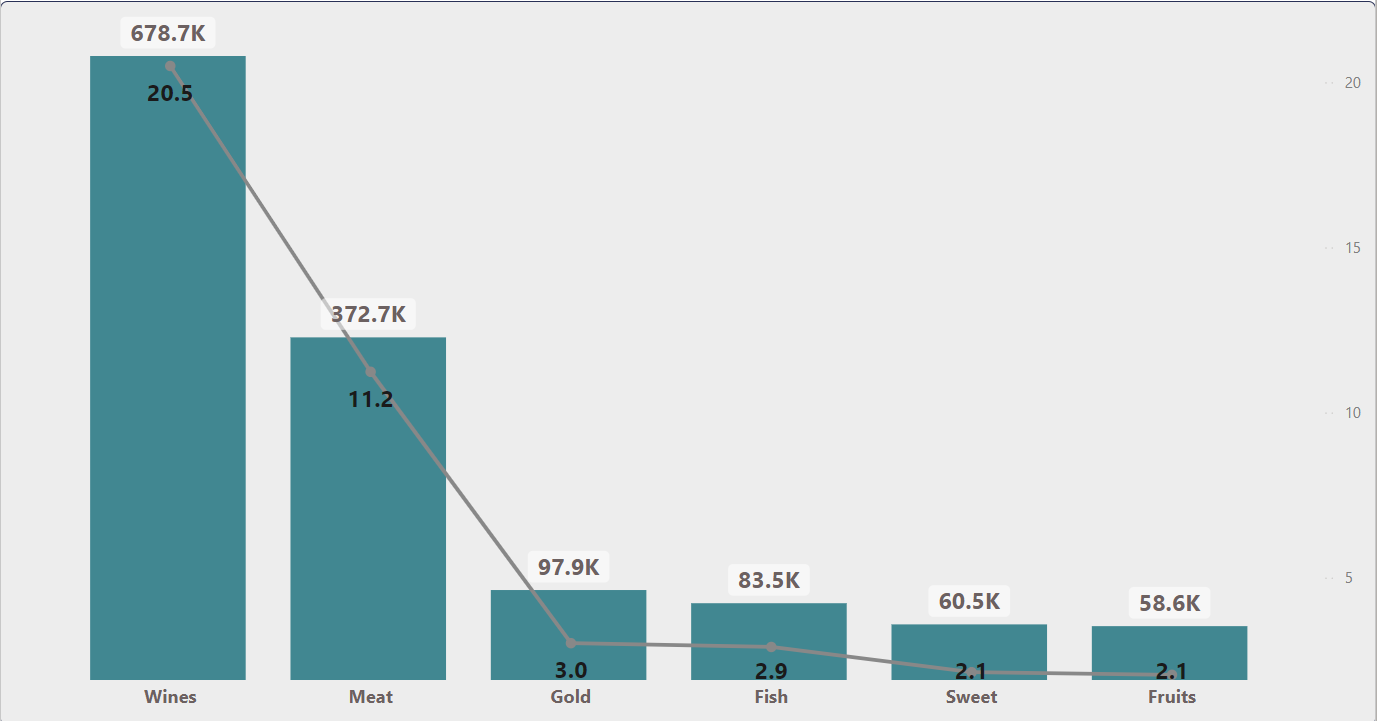 678.7K
20.5
20
15
372.7K
11.2
10
97.9K
83.5K
60.5K
58.6K
5
3.0
2.9
2.1
2.1
Wines
Meat
Gold
Fish
Sweet
Fruits